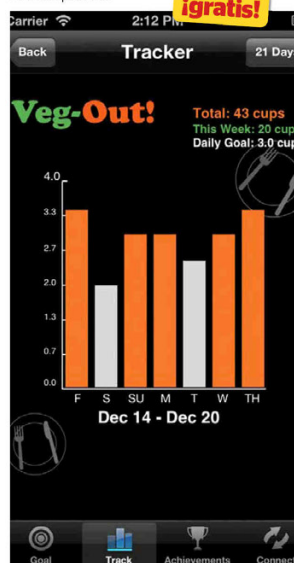 ¡gratis!
Carrier 2:12 PM
Back Tracker 21 Day
Veg-Out!
Total: 43 cups
This Week: 20 cup
Daily Goal: 3.0 cup
4.0
3.3
2.7
2.0
1.3
0.7
0.0
F S SU M T W TH
Dec 14 - Dec 20
Goal Track Achievements Connect